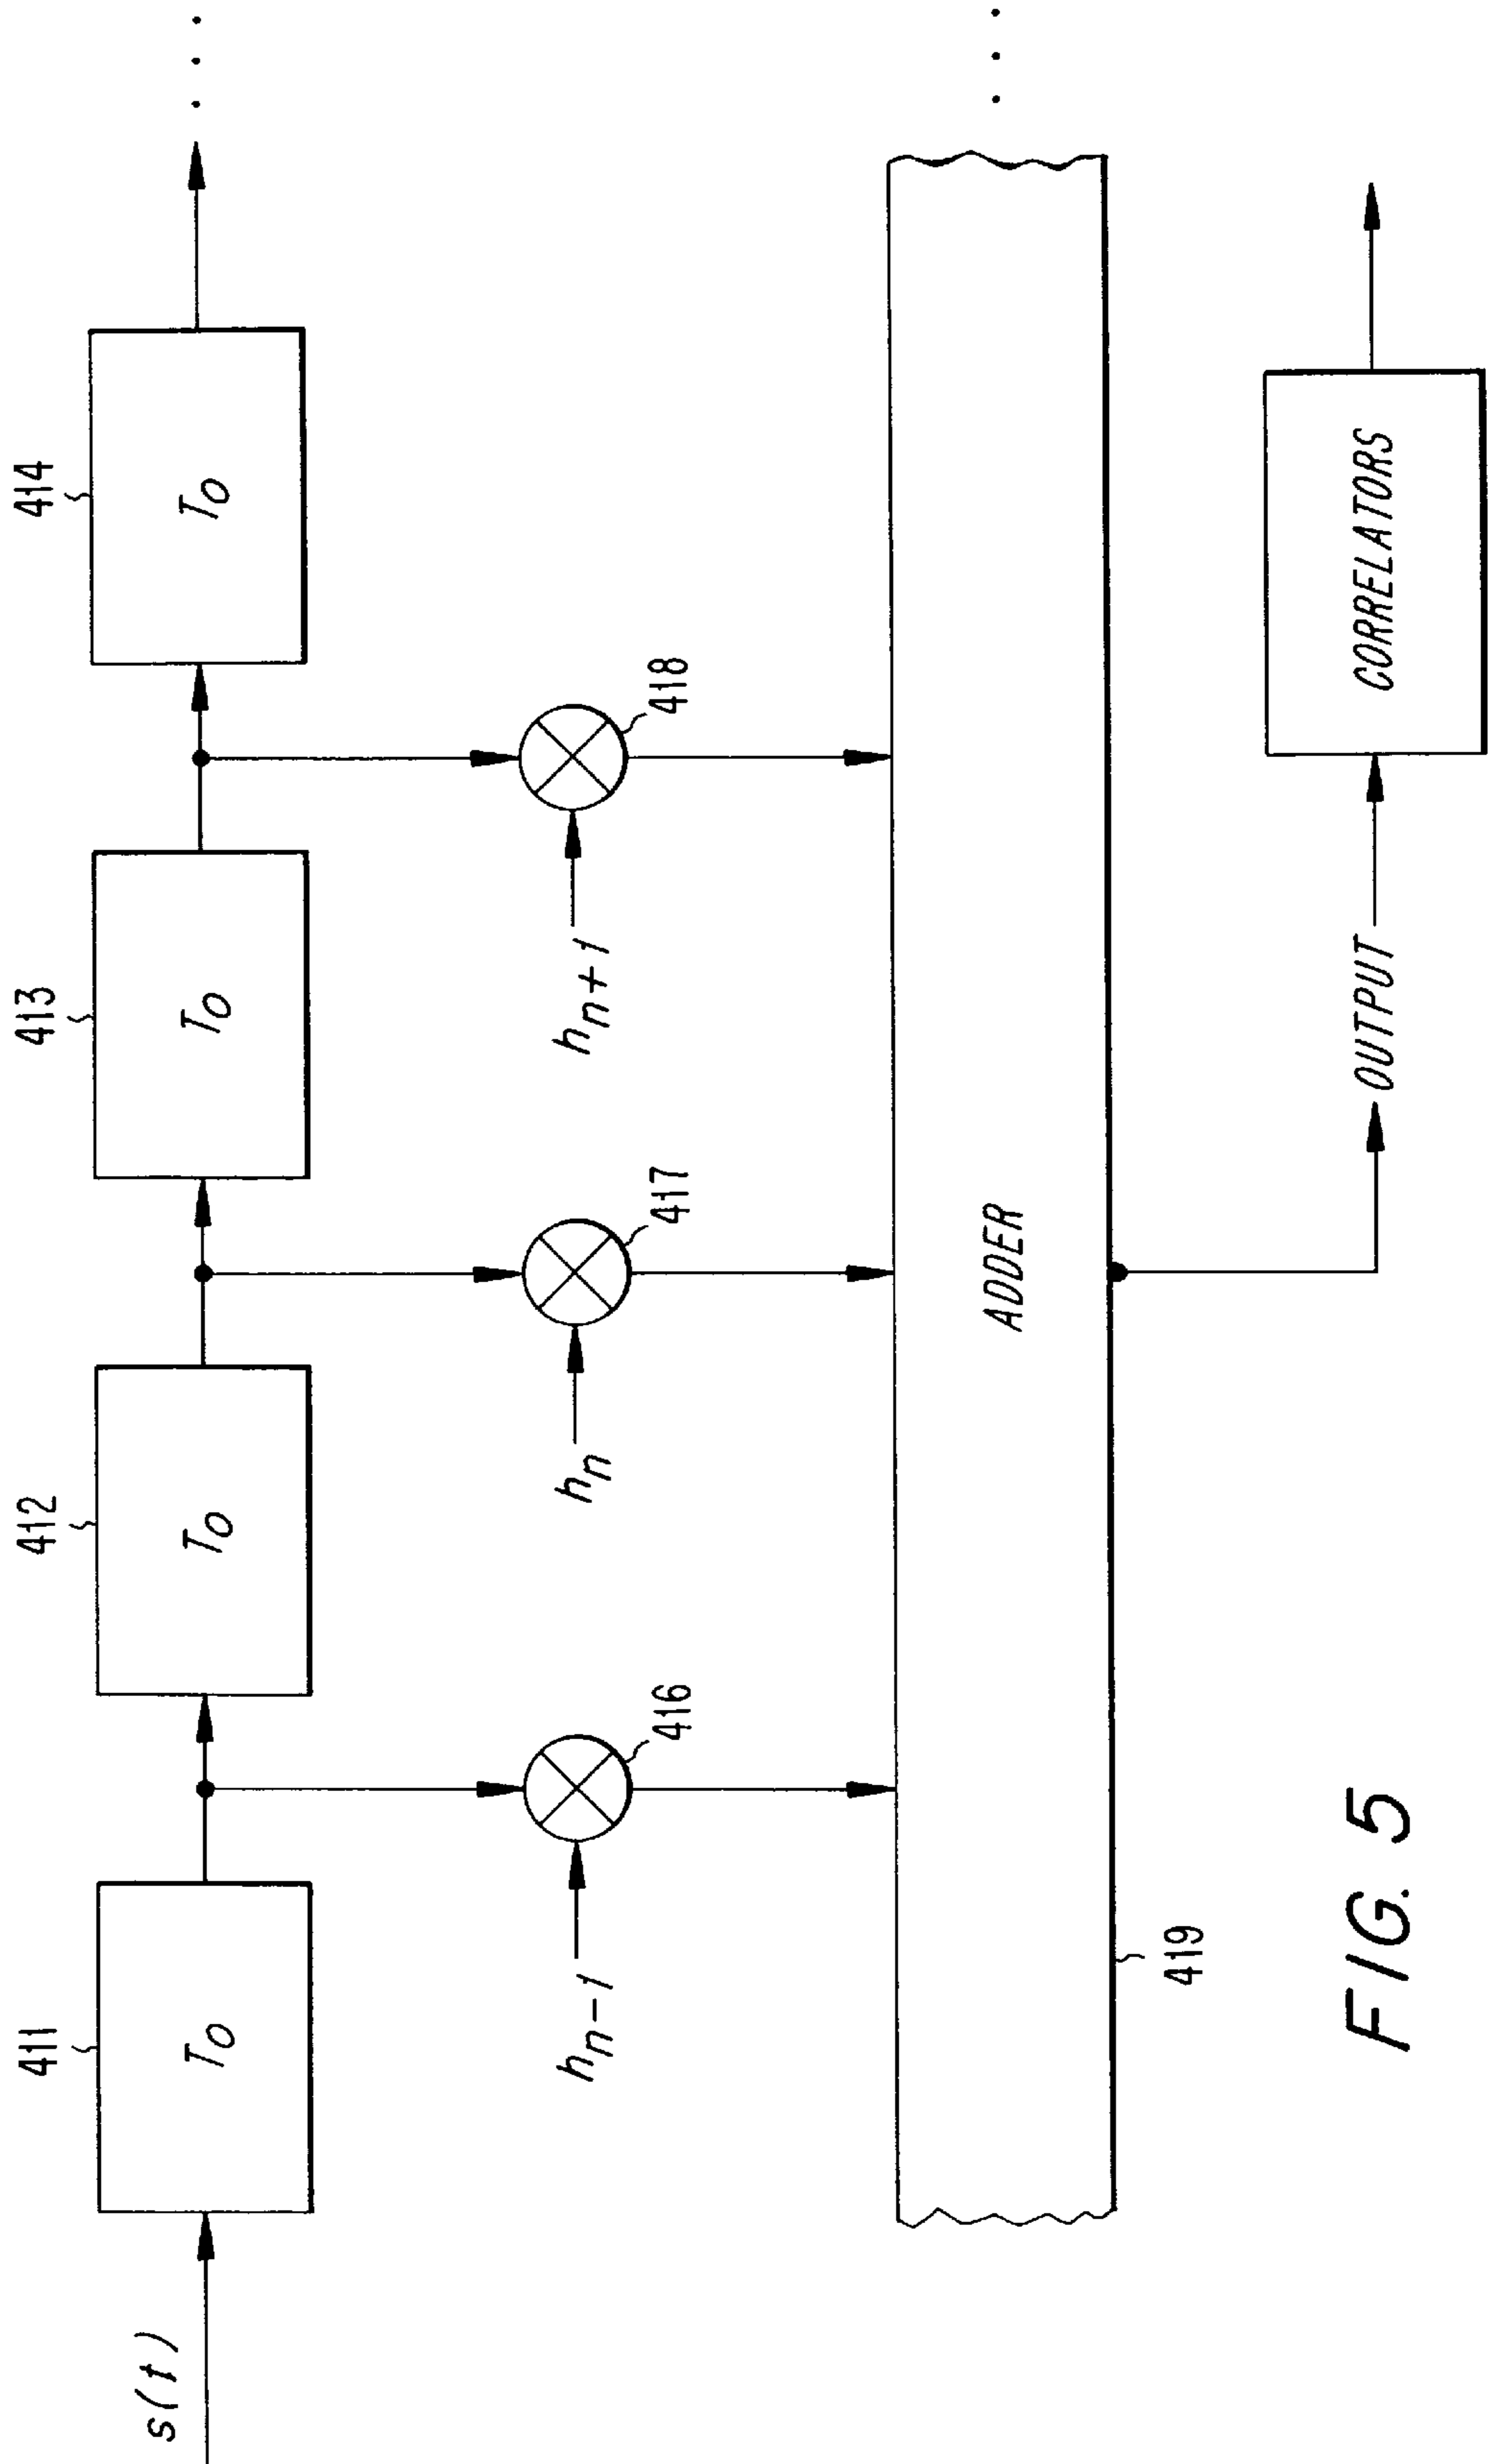 411
412
413
414
s(t)
T0
T0
T0
T0
. . .
416
417
418
hn-1
hn
hn+1
ADDER
. . .
419
OUTPUT
CORRELATORS
FIG. 5